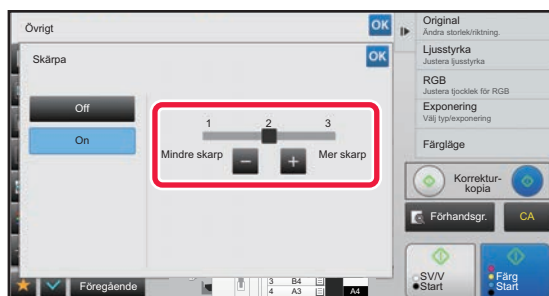 Övrigt
OK
Skärpa
OK
Off
On
1 2 3
Mindre skarp
Mer skarp
Föregående
3 B4
4 A3
A4
Original
Ändra storlek/riktning.
Ljusstyrka
Justera ljusstyrka
RGB
Justera tjocklek för RGB
Exponering
Välj typ/exponering
Färgläge
Korrektur-
kopia
Förhandsgr.
CA
SV/V
Start
Färg
Start